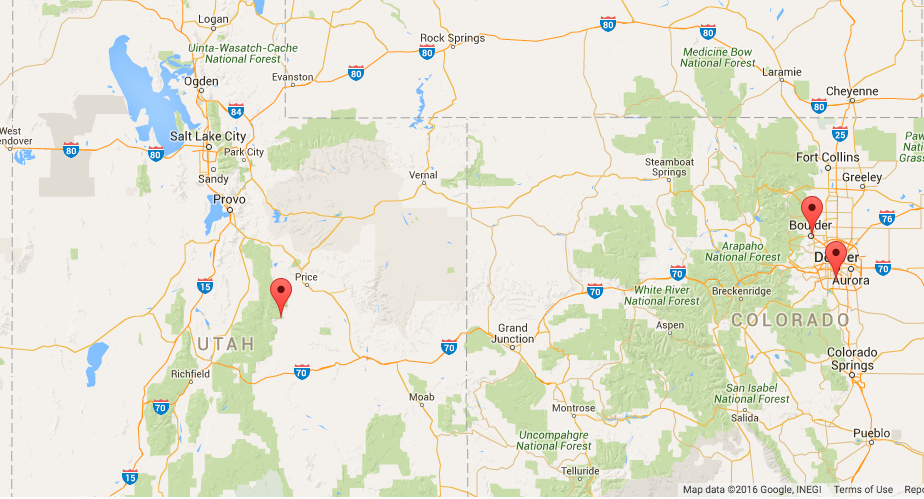 Logan
Uinta-Wasatch-Cache
National Forest
Rock Springs
80
80
80
Medicine Bow
National Forest
Evanston
80
Ogden
Laramie
Cheyenne
84
80
West
endover
80
80
Salt Lake City
Park City
25
Paw
Nat
Grass
Fort Collins
Sandy
Vernal
Steamboat
Springs
Greeley
Provo
76
Boulder
Arapaho
National Forest
Aurora
70
Price
15
70
70
White River
National Forest
Breckenridge
UTAH
Grand
Junction
Aspen
COLORADO
70
70
Colorado
Springs
Richfield
70
Moab
San Isabel
National Forest
Montrose
Salida
Uncompahgre
National Forest
Pueblo
15
Telluride
Map data ©2016 Google, INEGI
Terms of Use
Repo